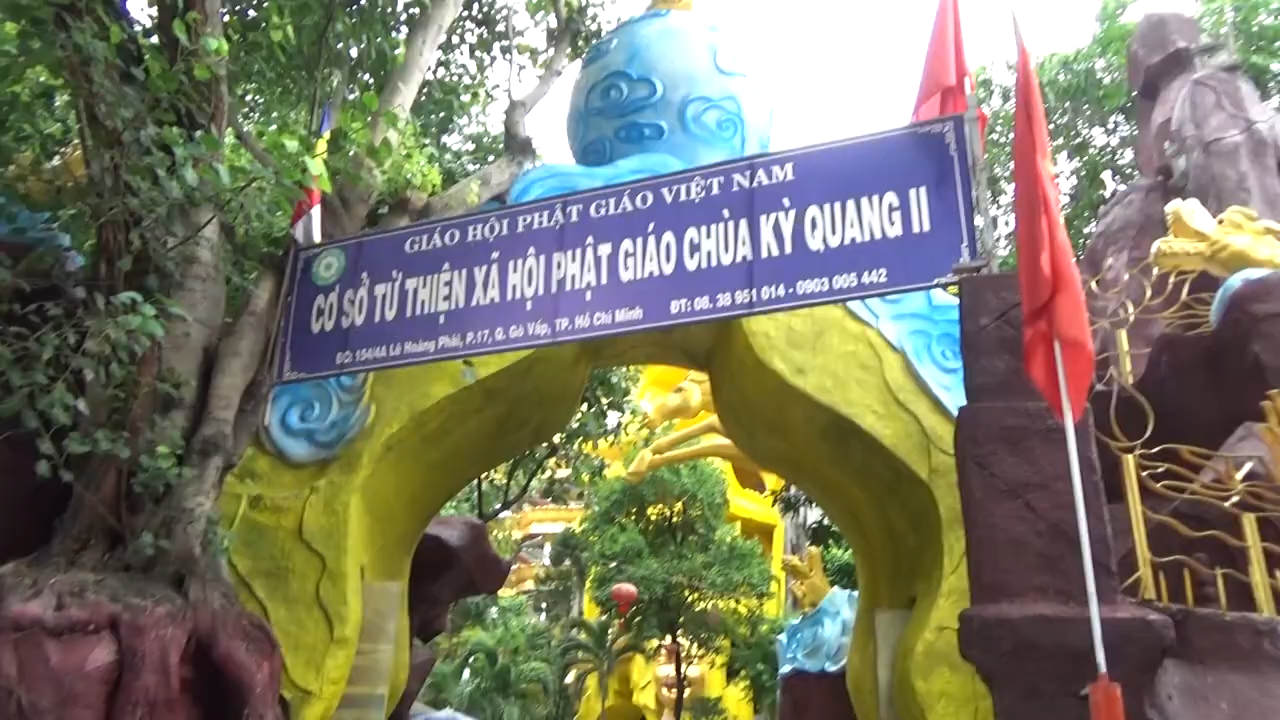 GIÁO HỘI PHẬT GIÁO VIỆT NAM
CƠ SỞ TỪ THIỆN XÃ HỘI PHẬT GIÁO CHÙA KỲ QUANG II
ĐC: 154/4A Lê Hoàng Phái, P.17, Q. Gò Vấp, TP. Hồ Chí Minh ĐT: 08. 38 951 014 - 0903 005 442